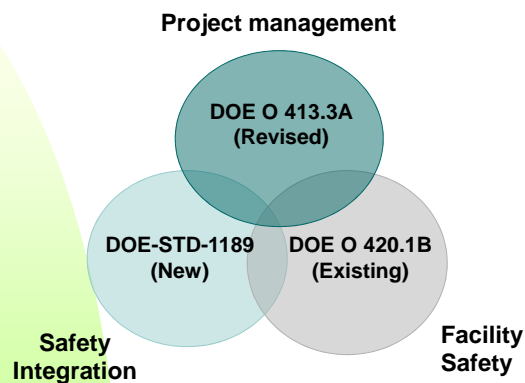 Project management
DOE O 413.3A
(Revised)
DOE-STD-1189
(New)
DOE O 420.1B
(Existing)
Safety
Integration
Facility
Safety